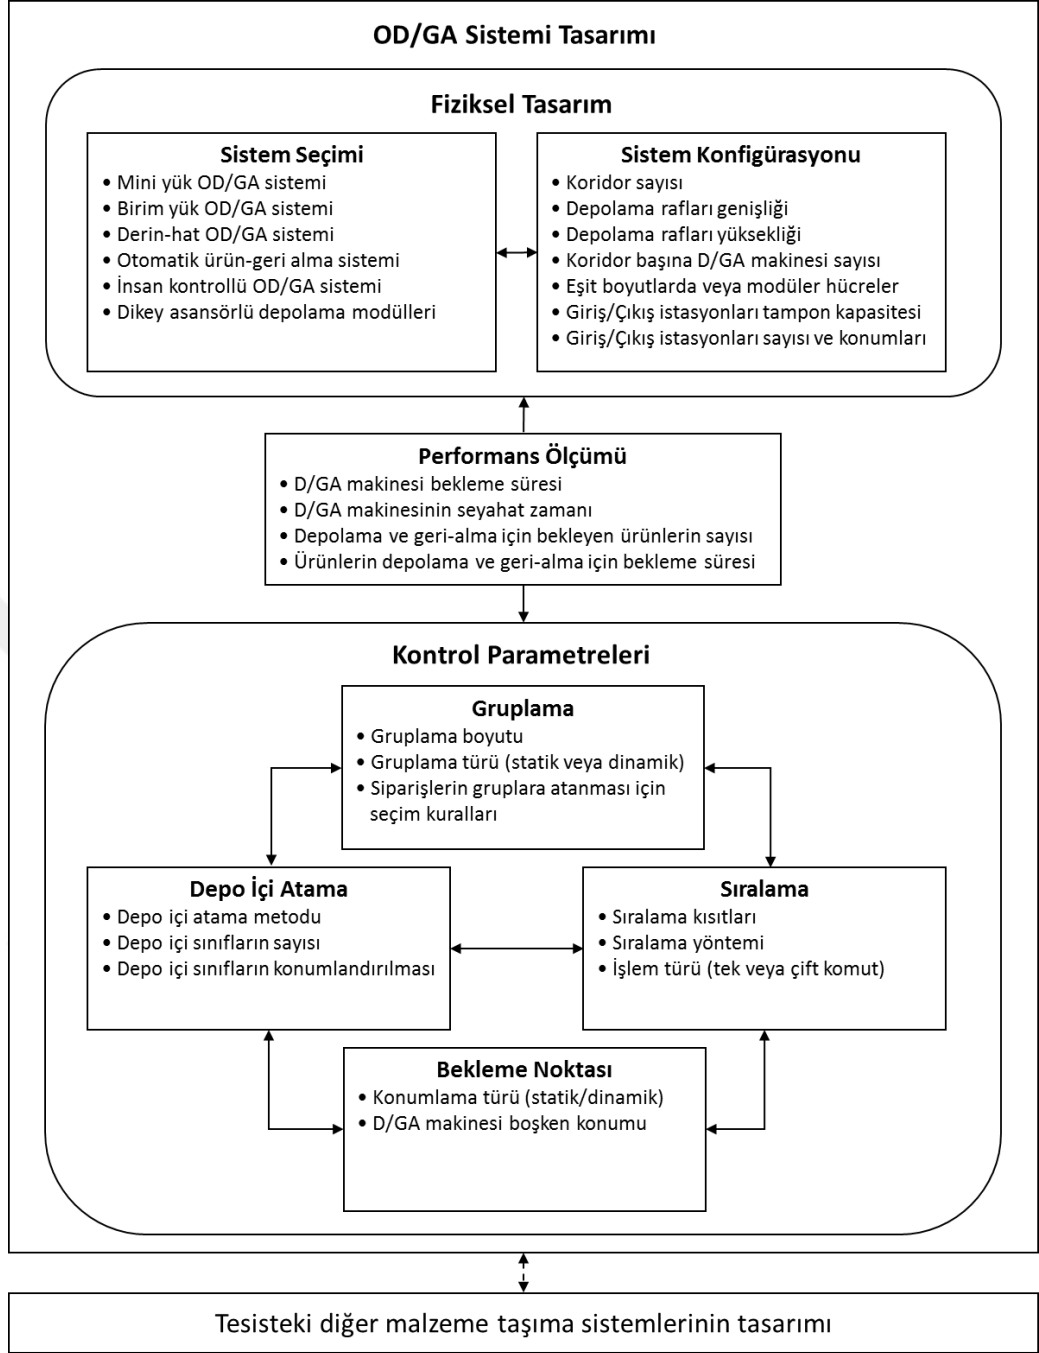 OD/GA Sistemi Tasarımı
Fiziksel Tasarım
Sistem Seçimi
• Mini yük OD/GA sistemi
• Birim yük OD/GA sistemi
• Derin-hat OD/GA sistemi
• Otomatik ürün-geri alma sistemi
• İnsan kontrollü OD/GA sistemi
• Dikey asansörlü depolama modülleri
Sistem Konfigürasyonu
• Koridor sayısı
• Depolama rafları genişliği
• Depolama rafları yüksekliği
• Koridor başına D/GA makinesi sayısı
• Eşit boyutlarda veya modüler hücreler
• Giriş/Çıkış istasyonları tampon kapasitesi
• Giriş/Çıkış istasyonları sayısı ve konumları
Performans Ölçümü
• D/GA makinesi bekleme süresi
• D/GA makinesinin seyahat zamanı
• Depolama ve geri-alma için bekleyen ürünlerin sayısı
• Ürünlerin depolama ve geri-alma için bekleme süresi
Kontrol Parametreleri
Gruplama
• Gruplama boyutu
• Gruplama türü (statik veya dinamik)
• Siparişlerin gruplara atanması için
seçim kuralları
Depo İçi Atama
• Depo içi atama metodu
• Depo içi sınıfların sayısı
• Depo içi sınıfların konumlandırılması
Sıralama
• Sıralama kısıtları
• Sıralama yöntemi
• İşlem türü (tek veya çift komut)
Bekleme Noktası
• Konumlama türü (statik/dinamik)
• D/GA makinesi boşken konumu
Tesisteki diğer malzeme taşıma sistemlerinin tasarımı